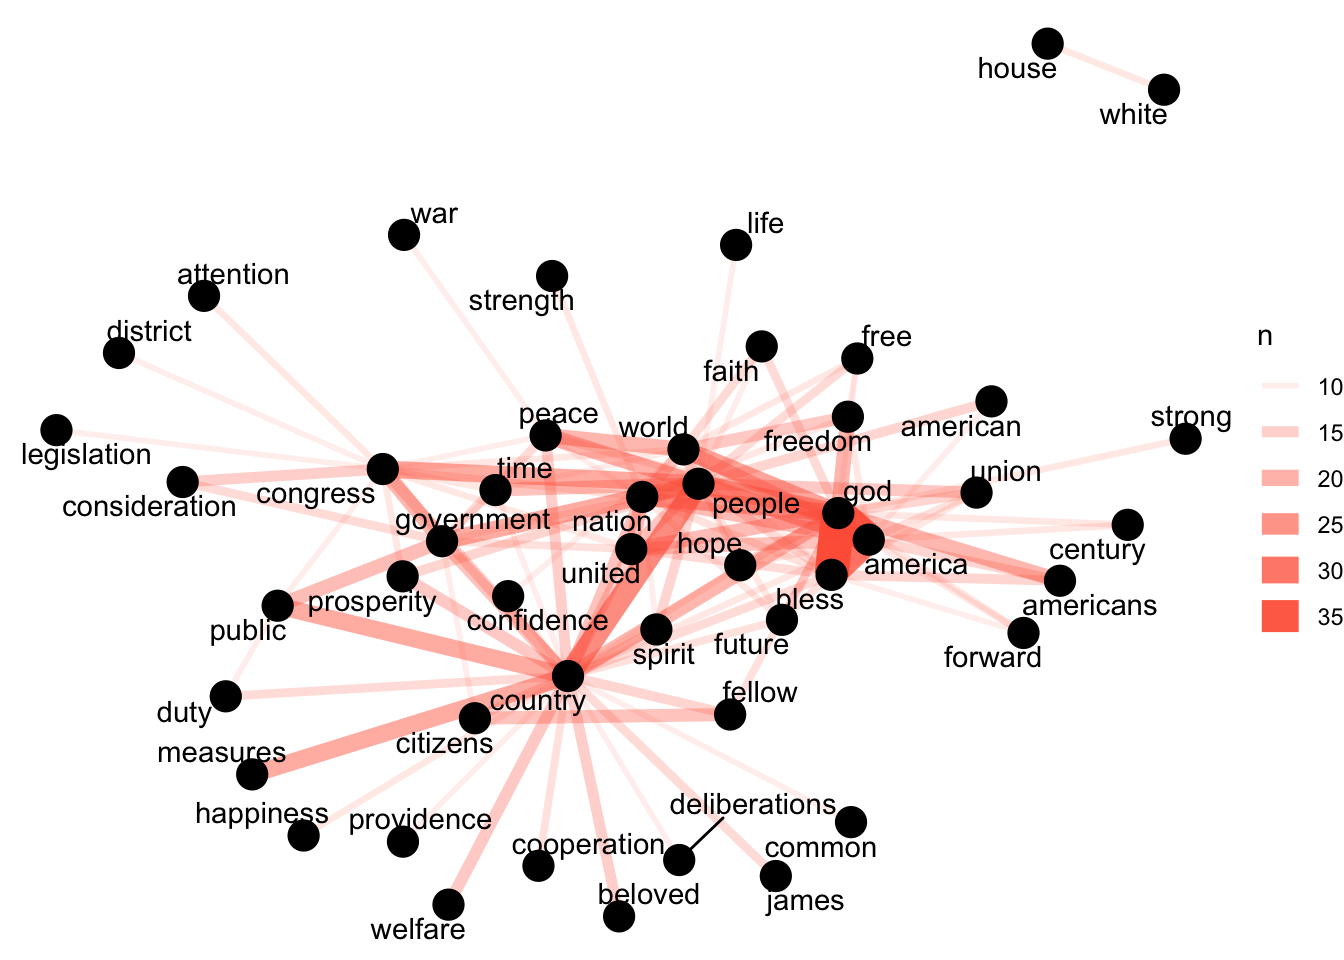 house
white
war
life
attention
strength
district
free
n
faith
10
peace
world
strong
15
american
freedom
legislation
time
union
20
congress
god
consideration
people
government
nation
25
hope
century
america
united
30
prosperity
bless
americans
35
public
confidence
future
spirit
forward
fellow
country
duty
citizens
measures
deliberations
happiness
providence
cooperation
common
beloved
james
welfare